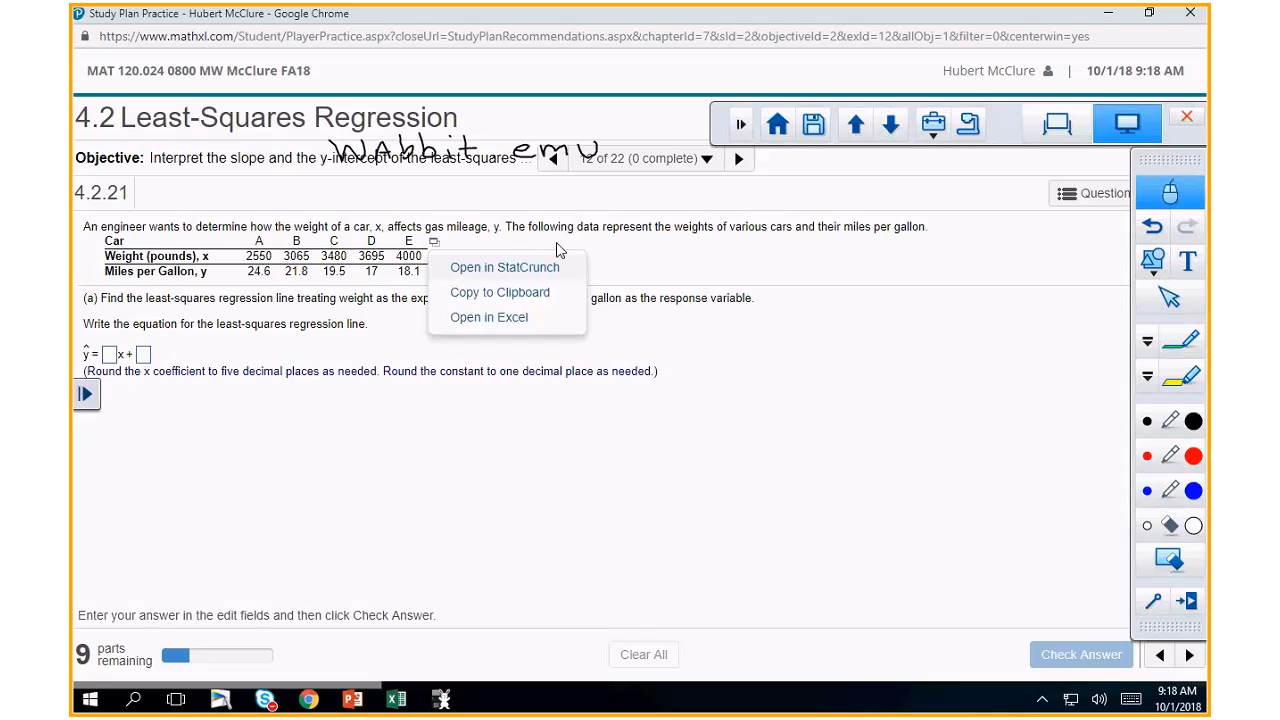 Study Plan Practice - Hubert McClure - Google Chrome
https://www.mathxl.com/Student/PlayerPractice.aspx?closeUrl=StudyPlanRecommendations.aspx&chapterId=7&sId=2&objectiveId=2&exId=12&allObj=1&filter=0&centerwin=yes
MAT 120.024 0800 MW McClure FA18
Hubert McClure | 10/1/18 9:18 AM
4.2 Least-Squares Regression
WAbbit emu
Objective: Interpret the slope and the y-intercept of the least-squares ...
12 of 22 (0 complete)
4.2.21
Question
An engineer wants to determine how the weight of a car, x, affects gas mileage, y. The following data represent the weights of various cars and their miles per gallon.
Car A B C D E
Weight (pounds), x 2550 3065 3480 3695 4000
Miles per Gallon, y 24.6 21.8 19.5 17 18.1
Open in StatCrunch
Copy to Clipboard
Open in Excel
(a) Find the least-squares regression line treating weight as the exp gallon as the response variable.
Write the equation for the least-squares regression line.
ŷ = x +
(Round the x coefficient to five decimal places as needed. Round the constant to one decimal place as needed.)
T
Enter your answer in the edit fields and then click Check Answer.
9 parts remaining
Clear All
Check Answer
9:18 AM
10/1/2018